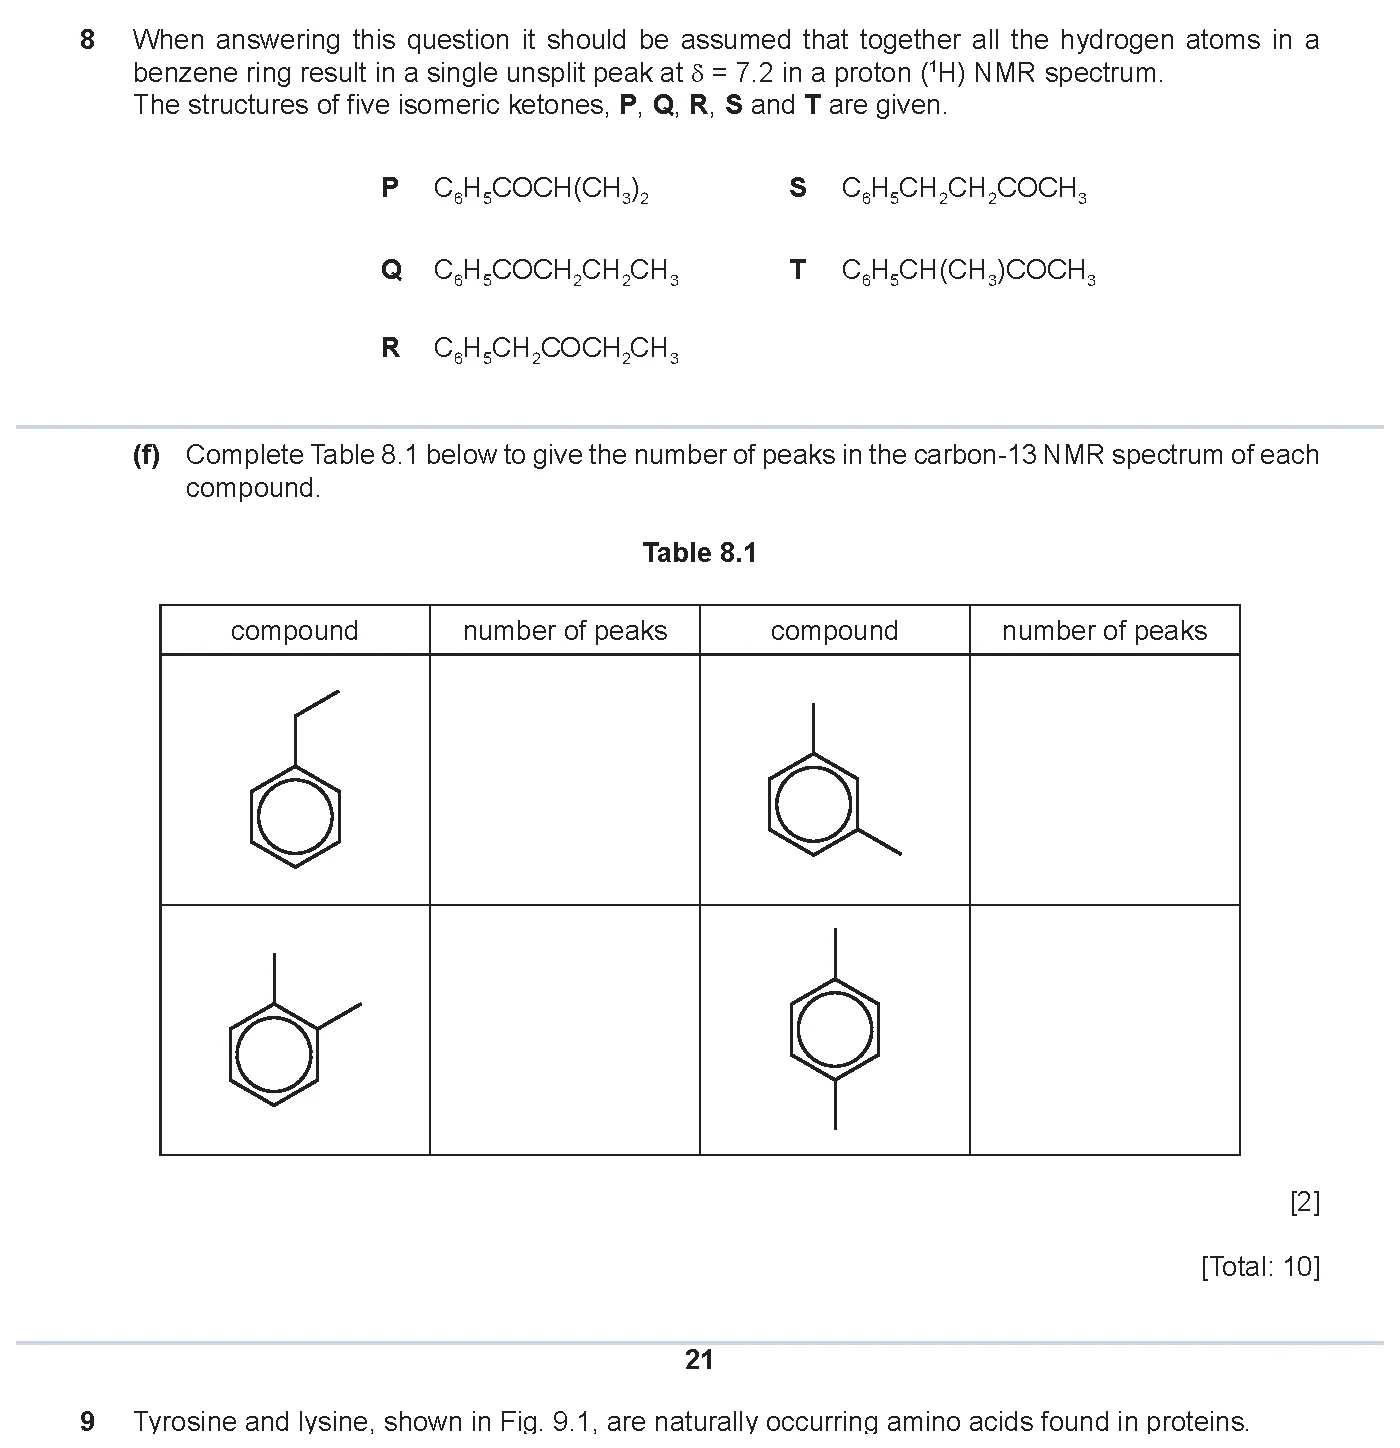 8 When answering this question it should be assumed that together all the hydrogen atoms in a
benzene ring result in a single unsplit peak at δ = 7.2 in a proton (¹H) NMR spectrum.
The structures of five isomeric ketones, P, Q, R, S and T are given.
P C₆H₅COCH(CH₃)₂ S C₆H₅CH₂CH₂COCH₃
Q C₆H₅COCH₂CH₂CH₃ T C₆H₅CH(CH₃)COCH₃
R C₆H₅CH₂COCH₂CH₃
(f) Complete Table 8.1 below to give the number of peaks in the carbon-13 NMR spectrum of each
compound.
Table 8.1
compound number of peaks compound number of peaks
[2]
[Total: 10]
21
9 Tyrosine and lysine, shown in Fig. 9.1, are naturally occurring amino acids found in proteins.